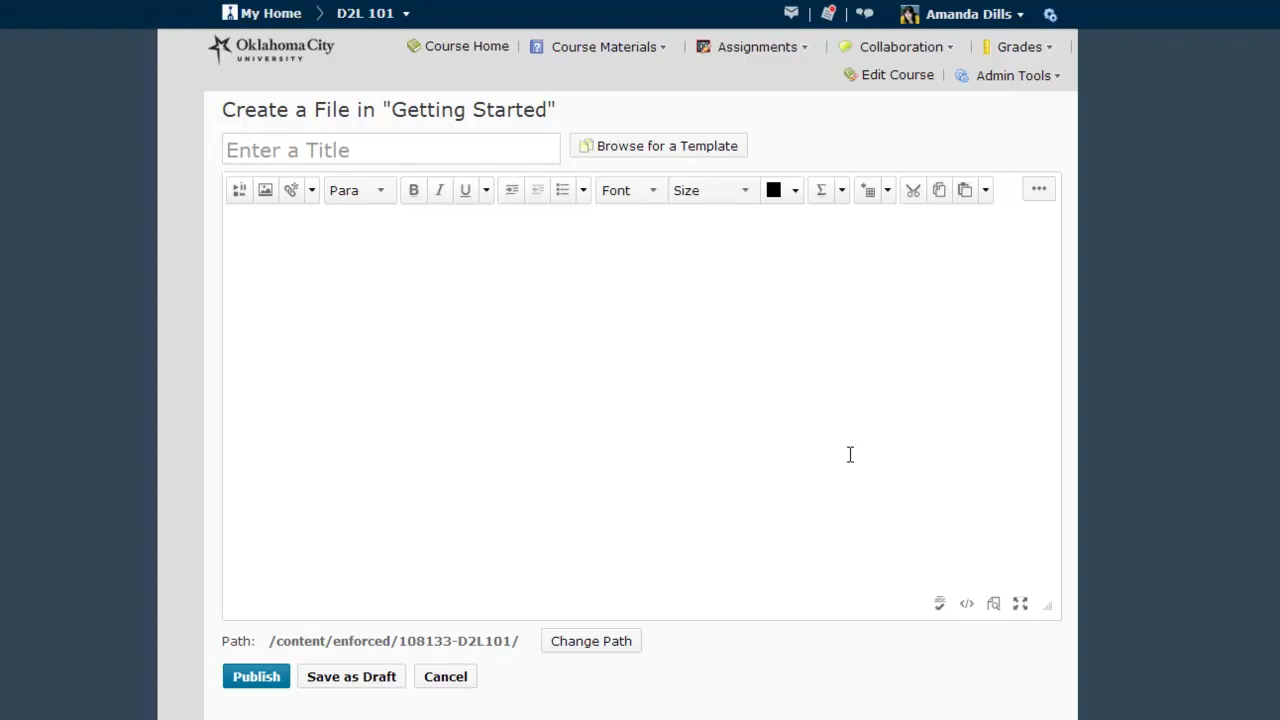 My Home
D2L 101
Amanda Dills
Oklahoma City
UNIVERSITY
Course Home
Course Materials
Assignments
Collaboration
Grades
Edit Course
Admin Tools
Create a File in "Getting Started"
Enter a Title
Browse for a Template
Para
B
I
U
Font
Size
Σ
•••
abc
</>
Path: /content/enforced/108133-D2L101/
Change Path
Publish
Save as Draft
Cancel